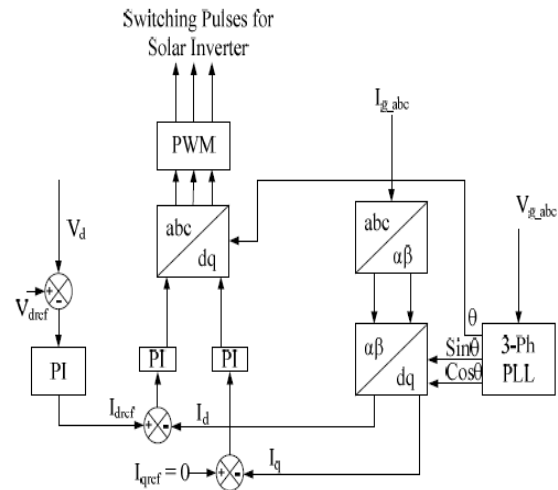 Switching Pulses for
Solar Inverter
I_g_abc
PWM
V_g_abc
V_d
abc
dq
abc
αβ
V_dref
+
-
θ
PI
PI
PI
αβ
dq
Sinθ
Cosθ
3-Ph
PLL
I_dref
+
-
I_d
I_qref = 0
+
-
I_q